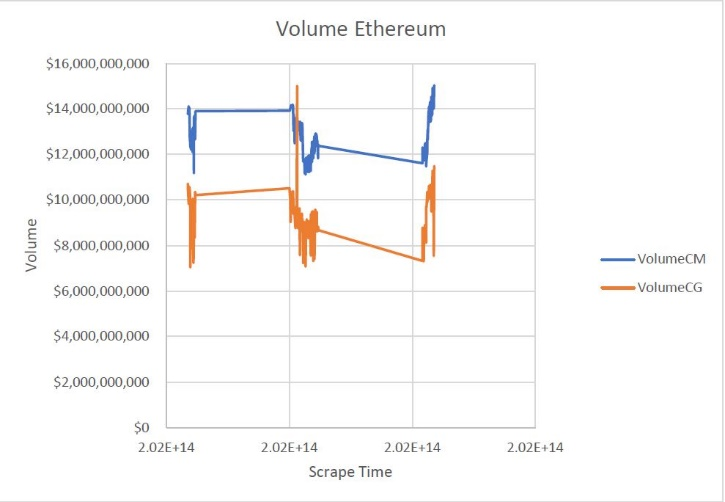 Volume Ethereum
$16,000,000,000
$14,000,000,000
$12,000,000,000
$10,000,000,000
$8,000,000,000
$6,000,000,000
$4,000,000,000
$2,000,000,000
$0
Volume
2.02E+14 2.02E+14 2.02E+14 2.02E+14
Scrape Time
VolumeCM
VolumeCG